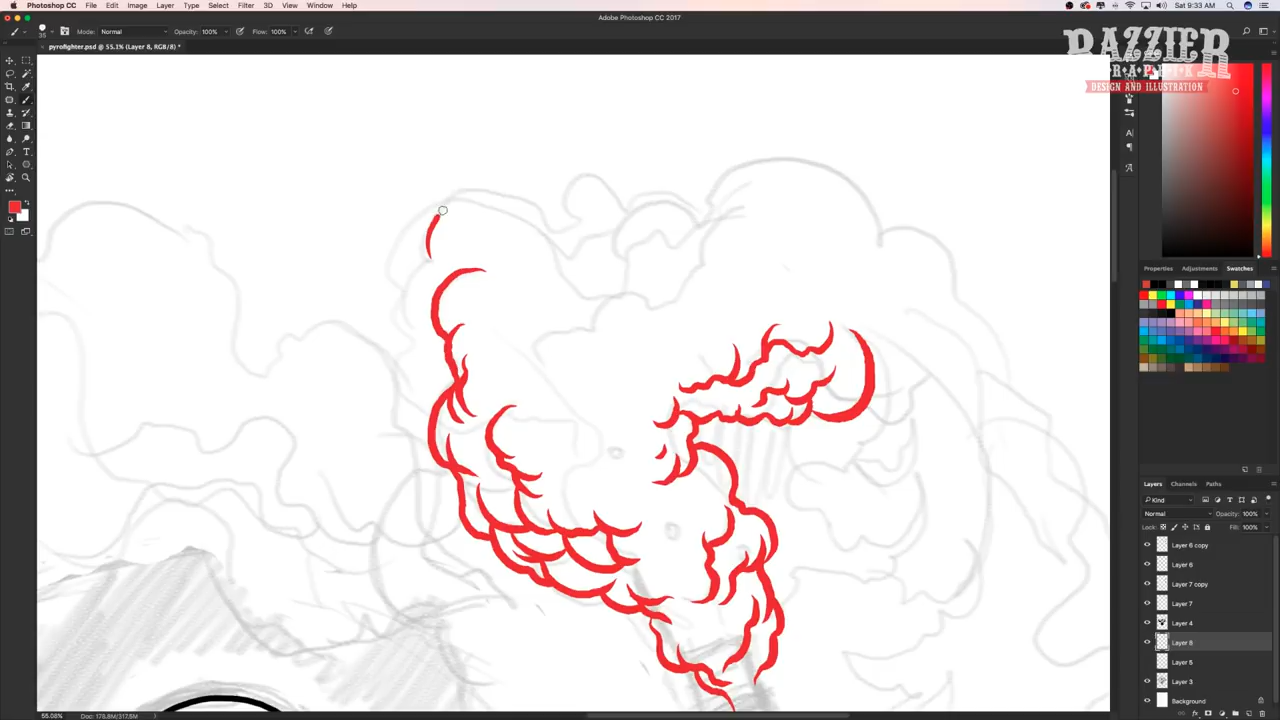 Adobe Photoshop CC File Edit Image Layer Type Select Filter 3D View Window Help Sat 9:33 AM
Adobe Photoshop CC 2017
35 Mode: Normal Opacity: 100% Flow: 100%
pyrofighter.psd @ 55.1% (Layer 8, RGB/8) *
DESIGN AND ILLUSTRATION
Properties Adjustments Swatches
Layers Channels Paths
Kind
Normal Opacity: 100%
Lock: Fill: 100%
Layer 6 copy
Layer 6
Layer 7 copy
Layer 7
Layer 4
Layer 8
Layer 5
Layer 3
Background
55.08% Doc: 178.8M/317.5M